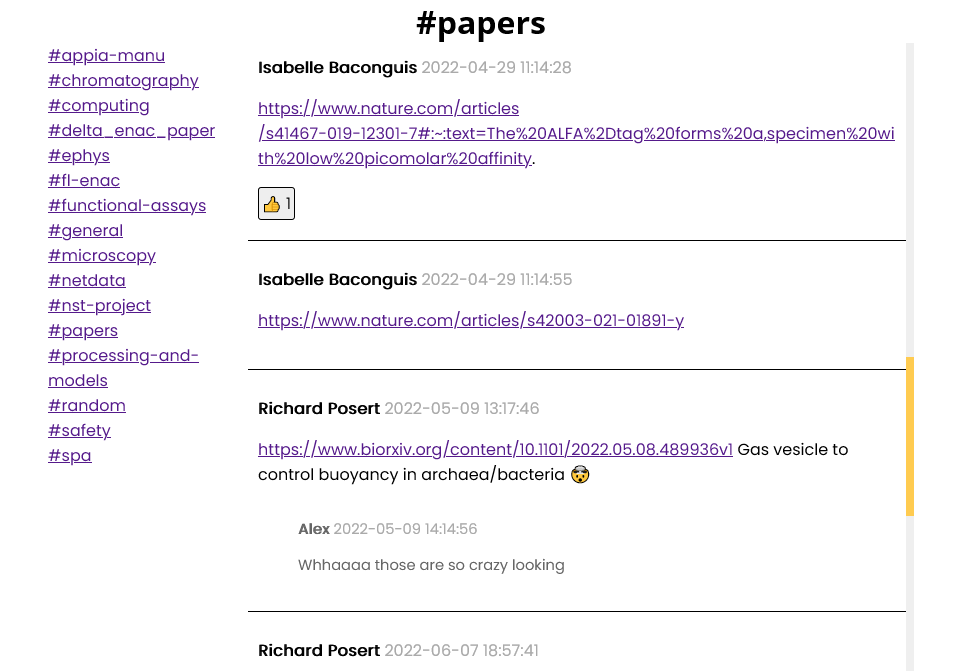 #papers
#appia-manu
#chromatography
#computing
#delta_enac_paper
#ephys
#fl-enac
#functional-assays
#general
#microscopy
#netdata
#nst-project
#papers
#processing-and-
models
#random
#safety
#spa
Isabelle Baconguis 2022-04-29 11:14:28
https://www.nature.com/articles
/s41467-019-12301-7#:~:text=The%20ALFA%2Dtag%20forms%20a,specimen%20wi
th%20low%20picomolar%20affinity.
👍 1
Isabelle Baconguis 2022-04-29 11:14:55
https://www.nature.com/articles/s42003-021-01891-y
Richard Posert 2022-05-09 13:17:46
https://www.biorxiv.org/content/10.1101/2022.05.08.489936v1 Gas vesicle to
control buoyancy in archaea/bacteria 🤯
Alex 2022-05-09 14:14:56
Whhaaaa those are so crazy looking
Richard Posert 2022-06-07 18:57:41